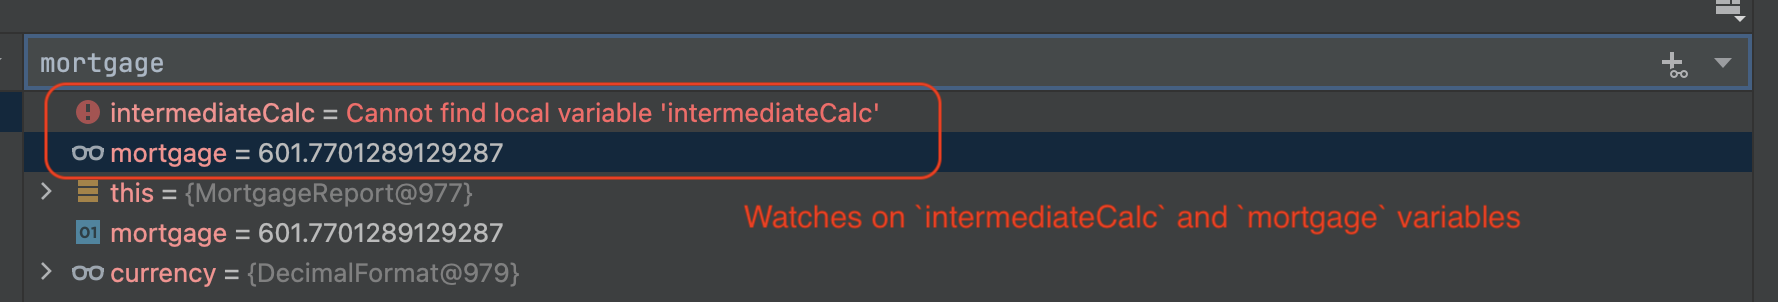 mortgage
intermediateCalc = Cannot find local variable 'intermediateCalc'
mortgage = 601.7701289129287
this = {MortgageReport@977}
Watches on `intermediateCalc` and `mortgage` variables
01 mortgage = 601.7701289129287
currency = {DecimalFormat@979}